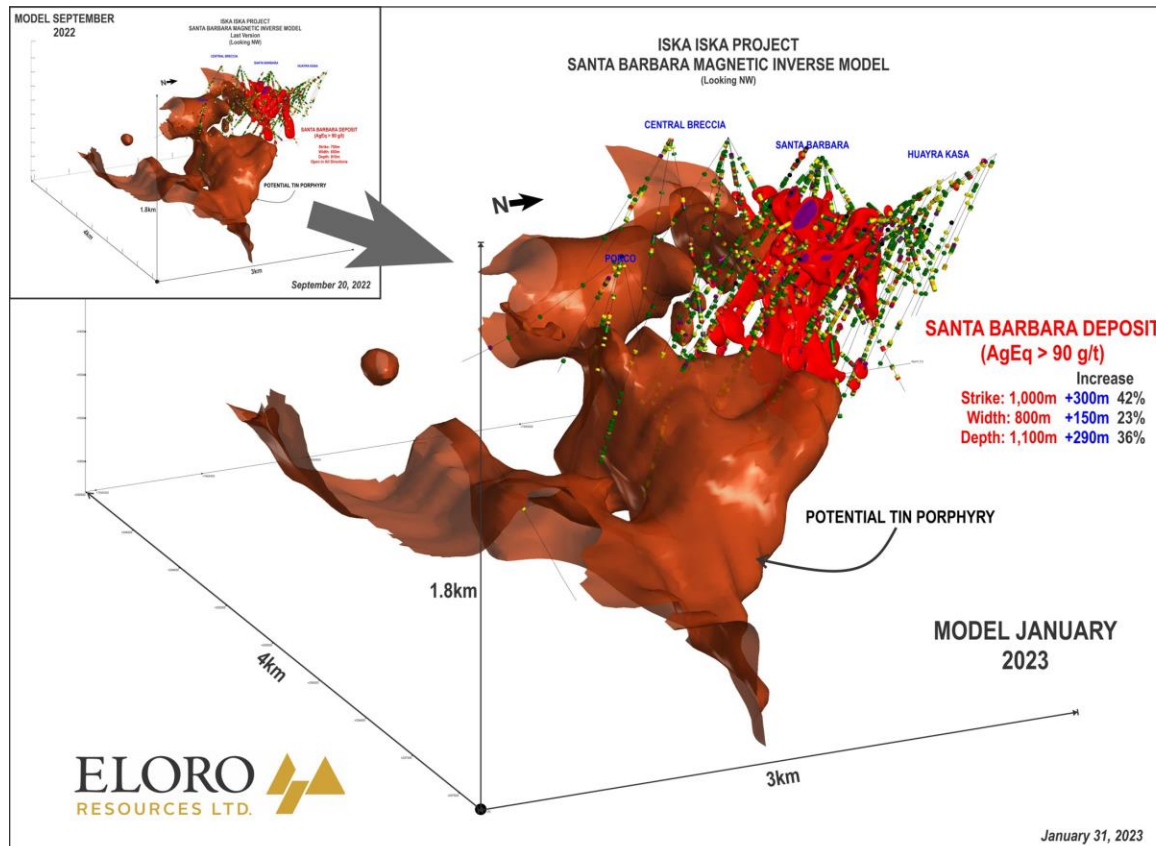 MODEL SEPTEMBER
2022
ISKA ISKA PROJECT
SANTA BARBARA MAGNETIC INVERSE MODEL
Last Version
(Looking NW)
CENTRAL BRECCIA
SANTA BARBARA
HUAYRA KASA
N
SANTA BARBARA DEPOSIT
(AgEq > 90 g/t)
Open in All Directions
POTENTIAL TIN PORPHYRY
1.8km
4km
3km
September 20, 2022
ISKA ISKA PROJECT
SANTA BARBARA MAGNETIC INVERSE MODEL
(Looking NW)
CENTRAL BRECCIA
SANTA BARBARA
HUAYRA KASA
N
PORCO
SANTA BARBARA DEPOSIT
(AgEq > 90 g/t)
Increase
Strike: 1,000m +300m 42%
Width: 800m +150m 23%
Depth: 1,100m +290m 36%
POTENTIAL TIN PORPHYRY
1.8km
4km
MODEL JANUARY
2023
3km
ELORO
RESOURCES LTD.
January 31, 2023